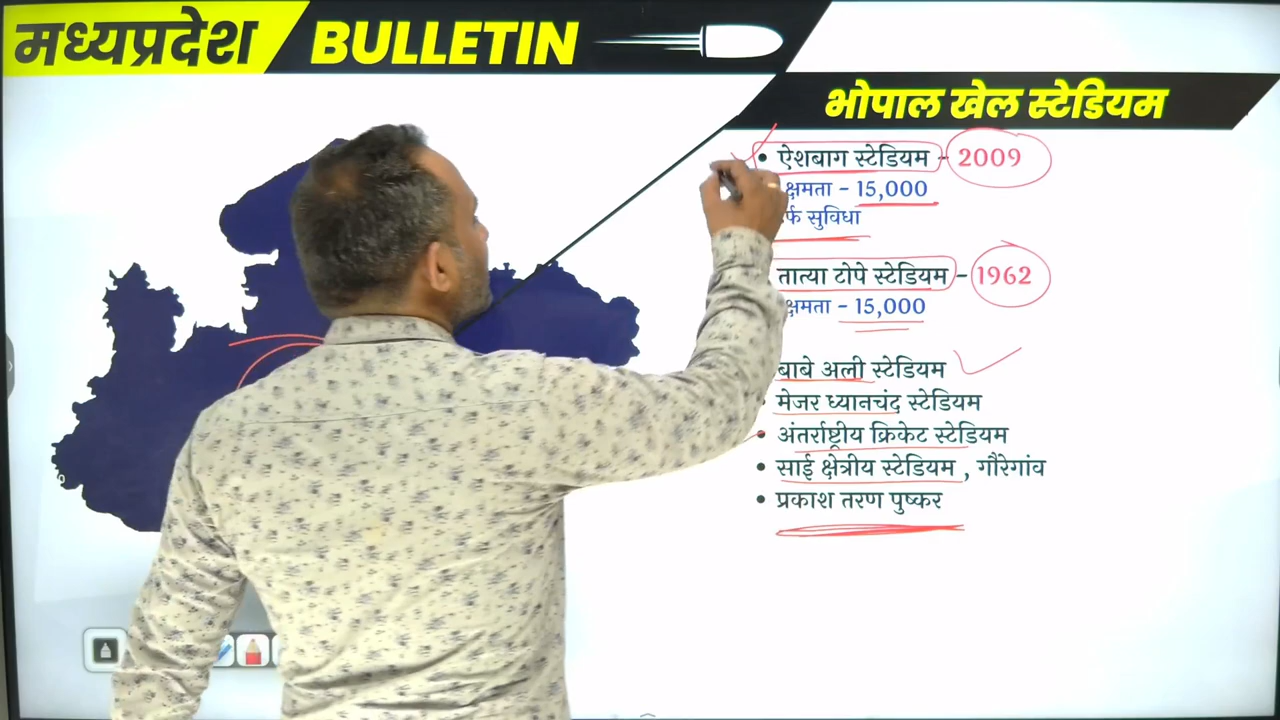 मध्यप्रदेश BULLETIN
भोपाल खेल स्टेडियम
• ऐशबाग स्टेडियम - 2009
क्षमता - 15,000
सुविधा
तात्या टोपे स्टेडियम - 1962
क्षमता - 15,000
बाबे अली स्टेडियम
• मेजर ध्यानचंद स्टेडियम
• अंतर्राष्ट्रीय क्रिकेट स्टेडियम
• साई क्षेत्रीय स्टेडियम , गौरेगांव
• प्रकाश तरण पुष्कर